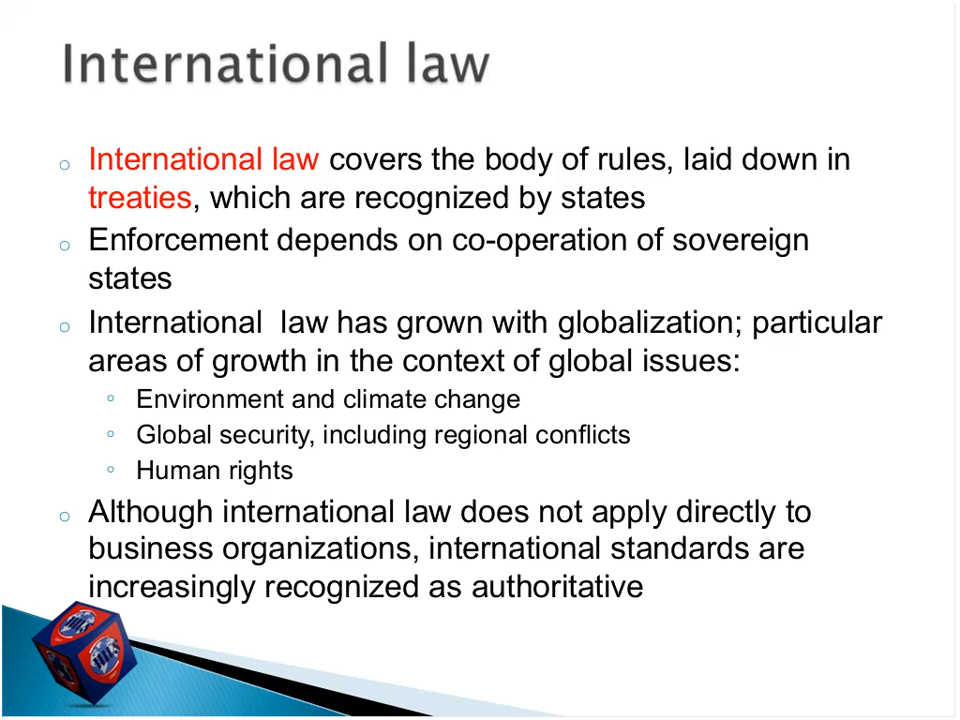 International law
International law covers the body of rules, laid down in
treaties, which are recognized by states
Enforcement depends on co-operation of sovereign
states
International  law has grown with globalization; particular
areas of growth in the context of global issues:
Environment and climate change
Global security, including regional conflicts
Human rights
Although international law does not apply directly to
business organizations, international standards are
increasingly recognized as authoritative